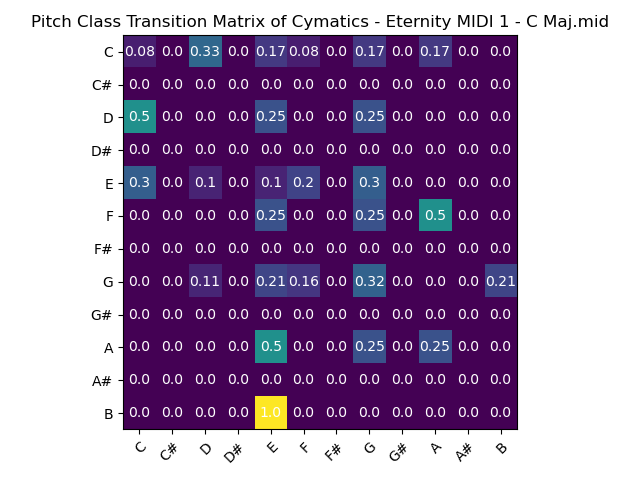 Pitch Class Transition Matrix of Cymatics - Eternity MIDI 1 - C Maj.mid
C 0.08 0.0 0.33 0.0 0.17 0.08 0.0 0.17 0.0 0.17 0.0 0.0
C# 0.0 0.0 0.0 0.0 0.0 0.0 0.0 0.0 0.0 0.0 0.0 0.0
D 0.5 0.0 0.0 0.0 0.25 0.0 0.0 0.25 0.0 0.0 0.0 0.0
D# 0.0 0.0 0.0 0.0 0.0 0.0 0.0 0.0 0.0 0.0 0.0 0.0
E 0.3 0.0 0.1 0.0 0.1 0.2 0.0 0.3 0.0 0.0 0.0 0.0
F 0.0 0.0 0.0 0.0 0.25 0.0 0.0 0.25 0.0 0.5 0.0 0.0
F# 0.0 0.0 0.0 0.0 0.0 0.0 0.0 0.0 0.0 0.0 0.0 0.0
G 0.0 0.0 0.11 0.0 0.21 0.16 0.0 0.32 0.0 0.0 0.0 0.21
G# 0.0 0.0 0.0 0.0 0.0 0.0 0.0 0.0 0.0 0.0 0.0 0.0
A 0.0 0.0 0.0 0.0 0.5 0.0 0.0 0.25 0.0 0.25 0.0 0.0
A# 0.0 0.0 0.0 0.0 0.0 0.0 0.0 0.0 0.0 0.0 0.0 0.0
B 0.0 0.0 0.0 0.0 1.0 0.0 0.0 0.0 0.0 0.0 0.0 0.0
C C# D D# E F F# G G# A A# B